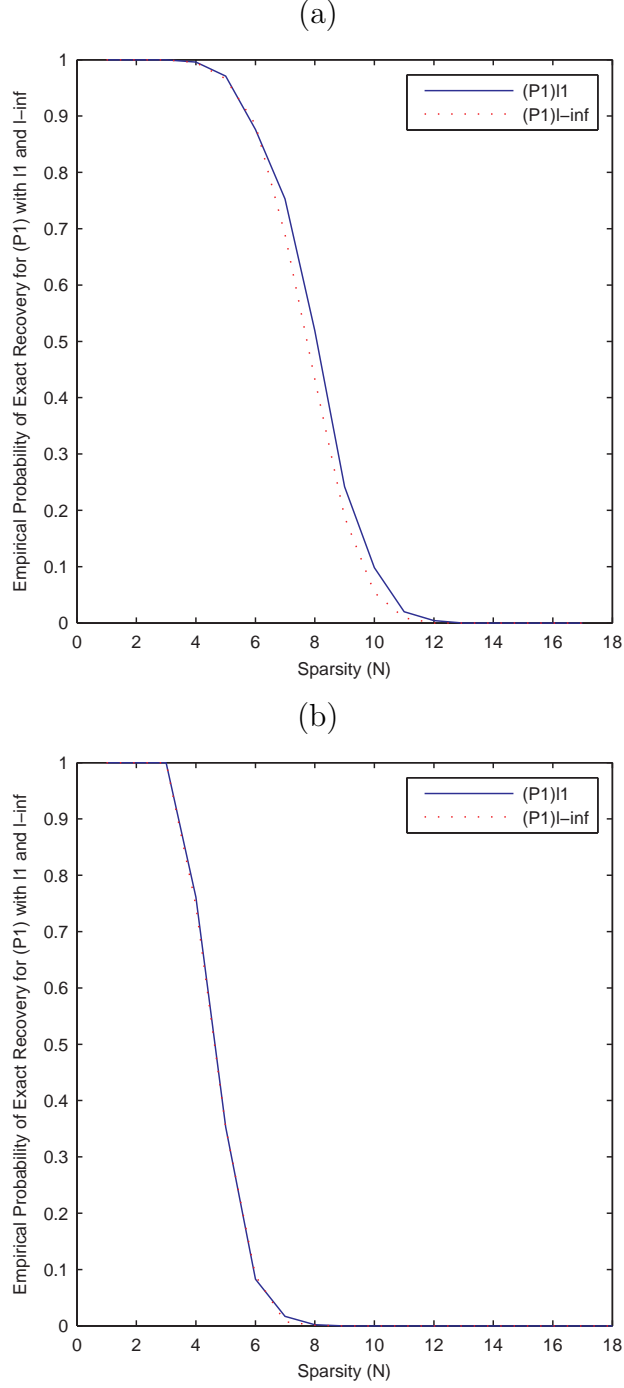 (a)
1
0.9
0.8
0.7
0.6
0.5
0.4
0.3
0.2
0.1
0
Empirical Probability of Exact Recovery for (P1) with l1 and l−inf
(P1)l1
(P1)l−inf
0 2 4 6 8 10 12 14 16 18
Sparsity (N)
(b)
1
0.9
0.8
0.7
0.6
0.5
0.4
0.3
0.2
0.1
0
Empirical Probability of Exact Recovery for (P1) with l1 and l−inf
(P1)l1
(P1)l−inf
0 2 4 6 8 10 12 14 16 18
Sparsity (N)